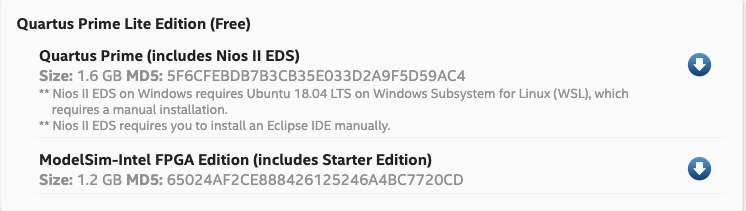 Quartus Prime Lite Edition (Free)
Quartus Prime (includes Nios II EDS)
Size: 1.6 GB MD5: 5F6CFEBDB7B3CB35E033D2A9F5D59AC4
** Nios II EDS on Windows requires Ubuntu 18.04 LTS on Windows Subsystem for Linux (WSL), which
requires a manual installation.
** Nios II EDS requires you to install an Eclipse IDE manually.
ModelSim-Intel FPGA Edition (includes Starter Edition)
Size: 1.2 GB MD5: 65024AF2CE888426125246A4BC7720CD